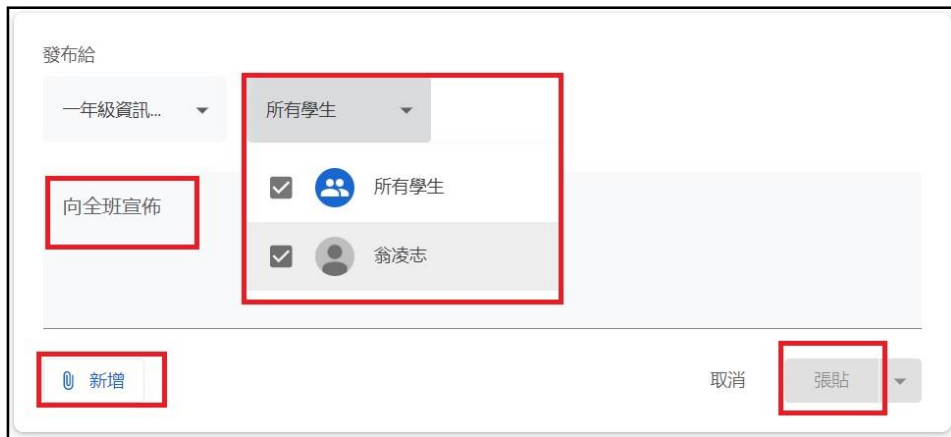 發布給
一年級資訊...
所有學生
所有學生
向全班宣佈
翁凌志
新增
取消
張貼